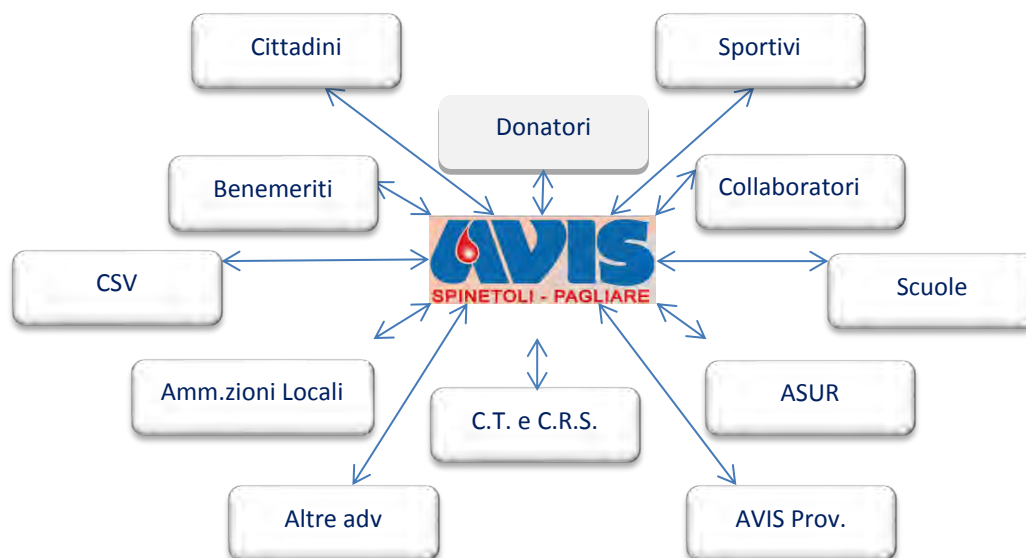 Cittadini
Sportivi
Donatori
Benemeriti
Collaboratori
CSV
AVIS
SPINETOLI - PAGLIARE
Scuole
Amm.zioni Locali
C.T. e C.R.S.
ASUR
Altre adv
AVIS Prov.